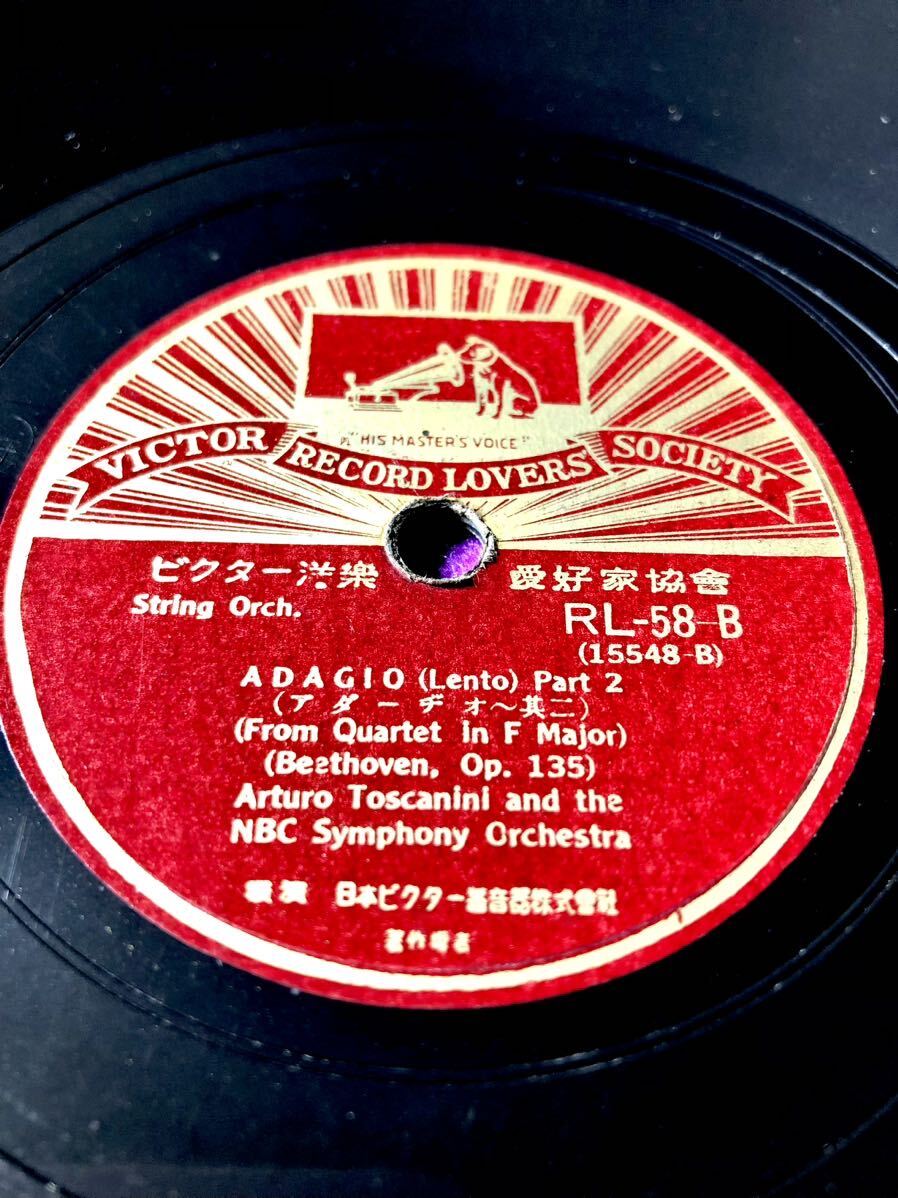 "HIS MASTER'S VOICE"
VICTOR RECORD LOVERS' SOCIETY
ビクター洋樂 愛好家協會
String Orch.
RL-58-B
(15548-B)
ADAGIO (Lento) Part 2
(アダーヂォ～其二)
(From Quartet in F Major)
(Beethoven, Op. 135)
Arturo Toscanini and the
NBC Symphony Orchestra
日本ビクター蓄音器株式會社